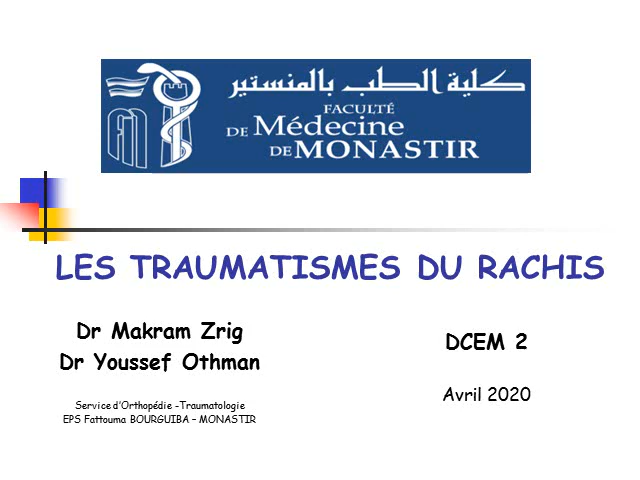 كلية الطب بالمنستير
FACULTÉ
DE Médecine
DE MONASTIR
LES TRAUMATISMES DU RACHIS
Dr Makram Zrig
Dr Youssef Othman
Service d'Orthopédie -Traumatologie
EPS Fattouma BOURGUIBA – MONASTIR
DCEM 2
Avril 2020